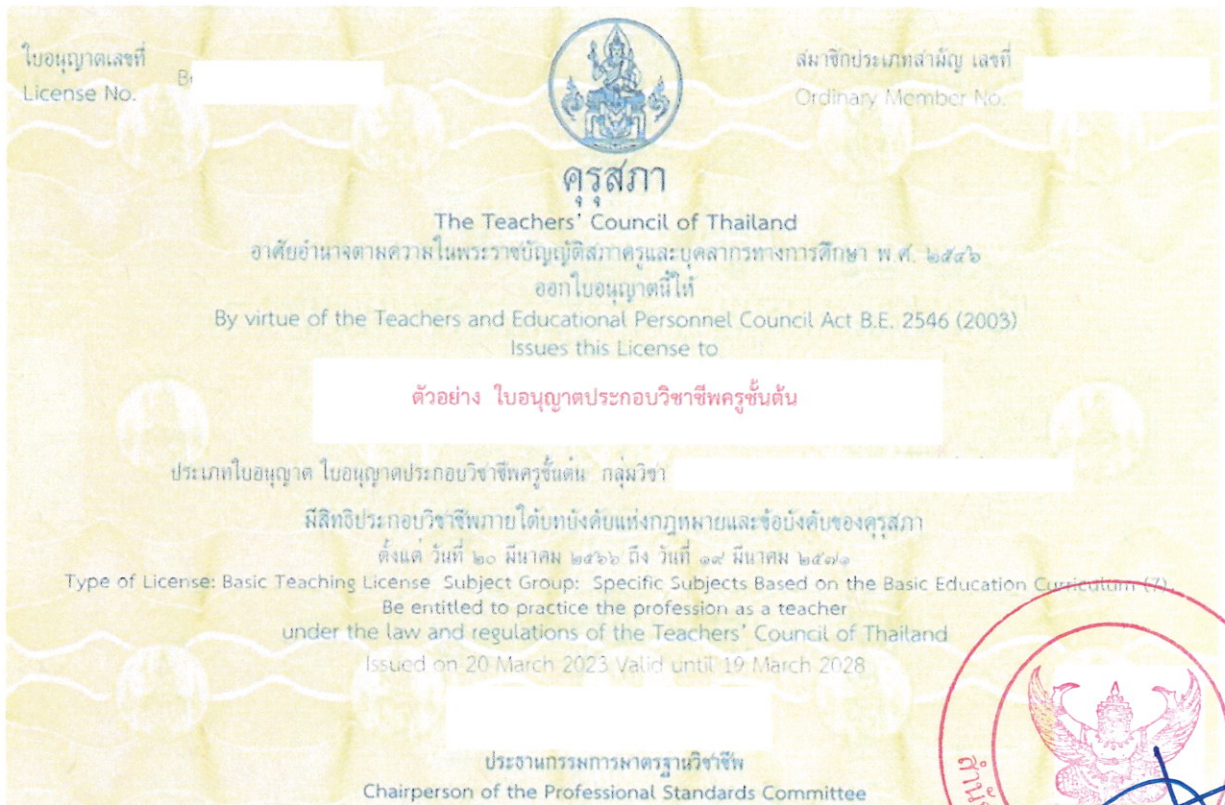 ใบอนุญาตเลขที่
License No.
สมาชิกประเภทสามัญ เลขที่
Ordinary Member No.
คุรุสภา
The Teachers' Council of Thailand
อาศัยอำนาจตามความในพระราชบัญญัติสภาครูและบุคลากรทางการศึกษา พ.ศ. ๒๕๔๖
ออกใบอนุญาตนี้ให้
By virtue of the Teachers and Educational Personnel Council Act B.E. 2546 (2003)
Issues this License to
ตัวอย่าง ใบอนุญาตประกอบวิชาชีพครูชั้นต้น
ประเภทใบอนุญาต ใบอนุญาตประกอบวิชาชีพครูชั้นต้น กลุ่มวิชา
มีสิทธิประกอบวิชาชีพภายใต้บทบังคับแห่งกฎหมายและข้อบังคับของคุรุสภา
ตั้งแต่ วันที่ ๒๐ มีนาคม ๒๕๖๖ ถึง วันที่ ๑๙ มีนาคม ๒๕๗๑
Type of License: Basic Teaching License Subject Group: Specific Subjects Based on the Basic Education Curriculum (7)
Be entitled to practice the profession as a teacher
under the law and regulations of the Teachers' Council of Thailand
Issued on 20 March 2023 Valid until 19 March 2028
ประธานกรรมการมาตรฐานวิชาชีพ
Chairperson of the Professional Standards Committee